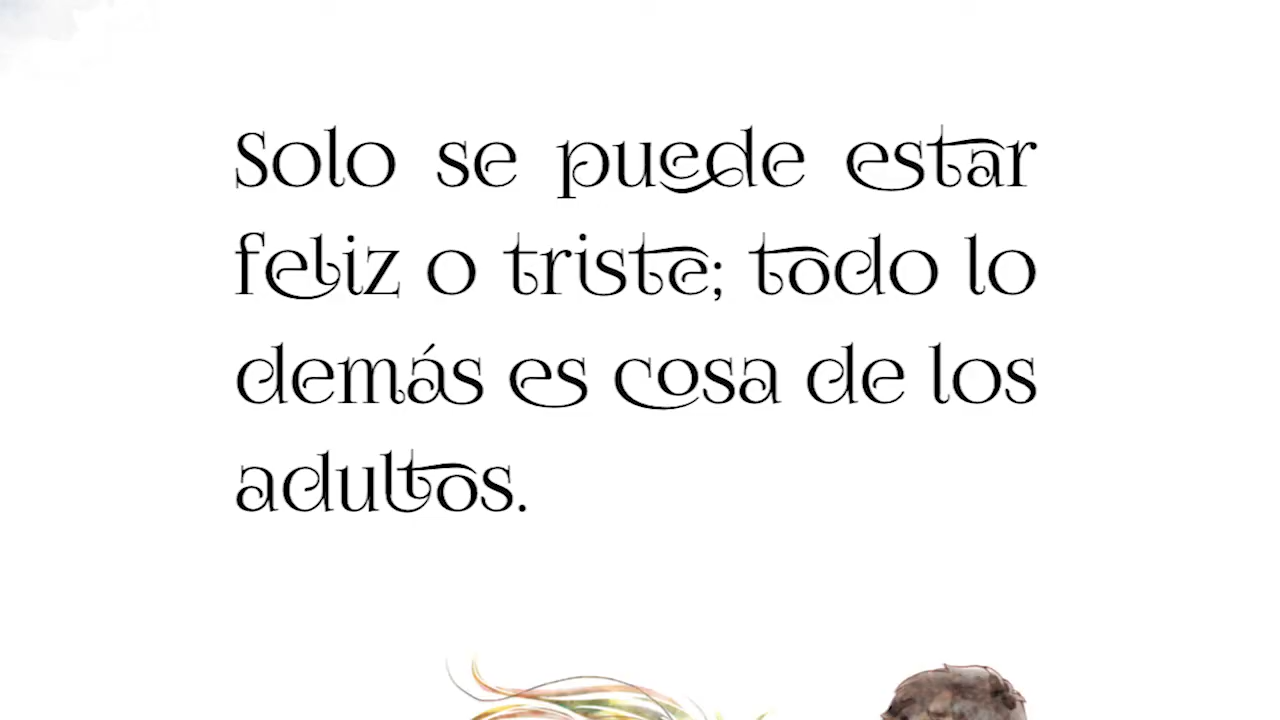 Solo se puede estar
feliz o triste; todo lo
demás es cosa de los
adultos.